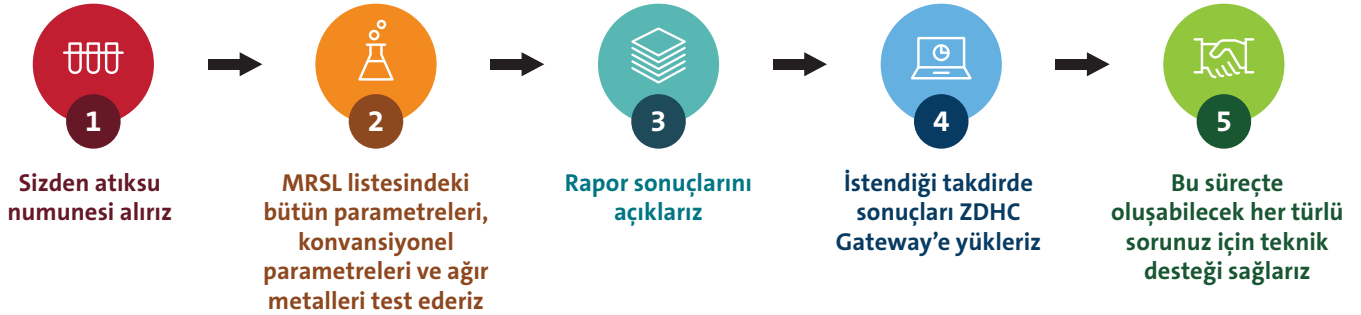 1
Sizden atıksu
numunesi alırız
2
MRSL listesindeki
bütün parametreleri,
konvansiyonel
parametreleri ve ağır
metalleri test ederiz
3
Rapor sonuçlarını
açıklarız
4
İstendiği takdirde
sonuçları ZDHC
Gateway’e yükleriz
5
Bu süreçte
oluşabilecek her türlü
sorunuz için teknik
desteği sağlarız